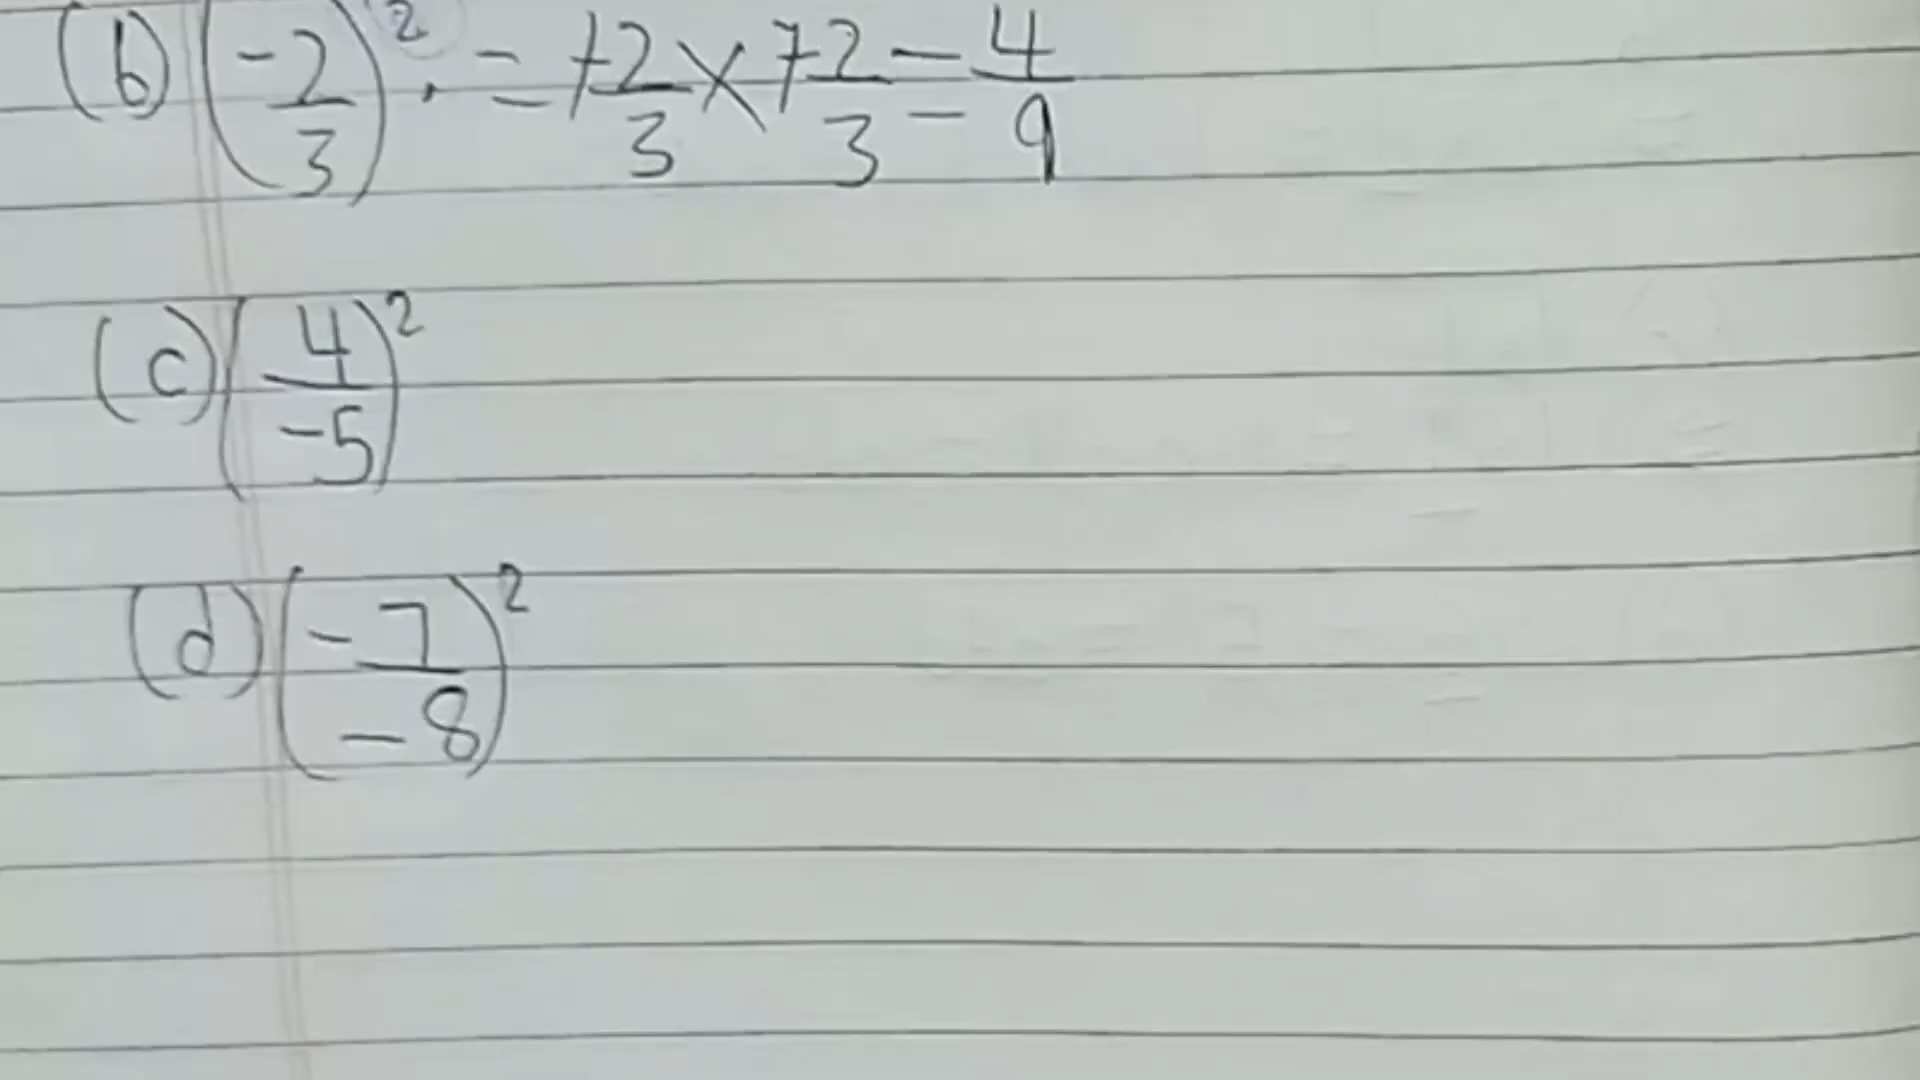 (b) (-2/3)² . = -2/3 × -2/3 = 4/9
(c) (4/-5)²
(d) (-7/-8)²